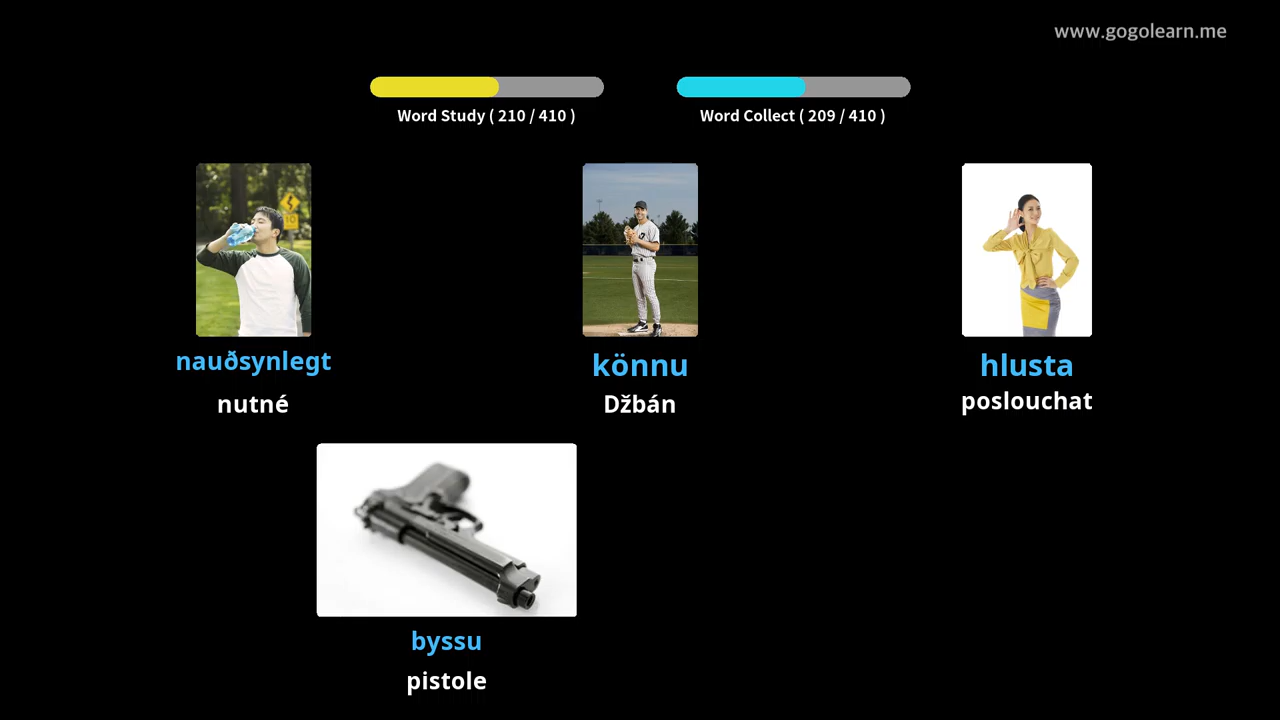 www.gogolearn.me
Word Study ( 210 / 410 )
Word Collect ( 209 / 410 )
nauðsynlegt
nutné
könnu
Džbán
hlusta
poslouchat
byssu
pistole